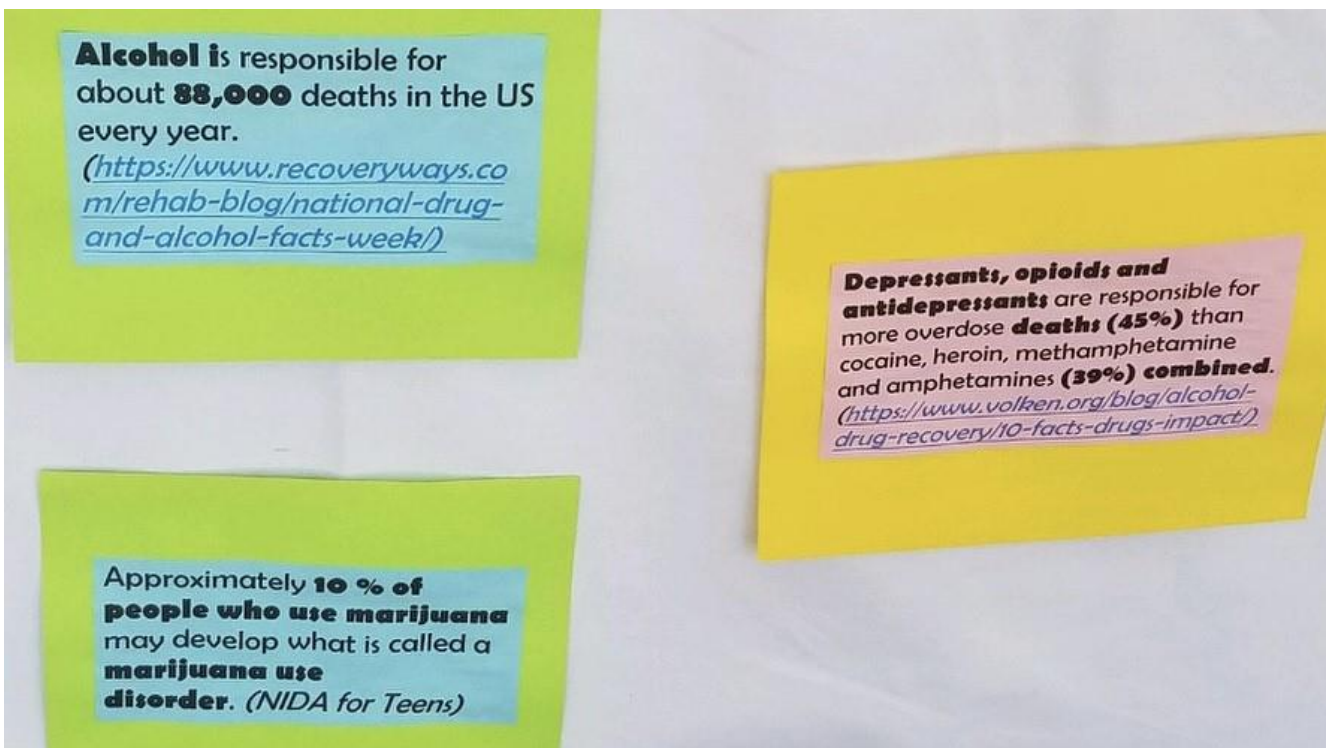 Alcohol is responsible for
about 88,000 deaths in the US
every year.
(https://www.recoveryways.co
m/rehab-blog/national-drug-
and-alcohol-facts-week/)
Depressants, opioids and
antidepressants are responsible for
more overdose deaths (45%) than
cocaine, heroin, methamphetamine
and amphetamines (39%) combined.
(https://www.volken.org/blog/alcohol-
drug-recovery/10-facts-drugs-impact/)
Approximately 10 % of
people who use marijuana
may develop what is called a
marijuana use
disorder. (NIDA for Teens)